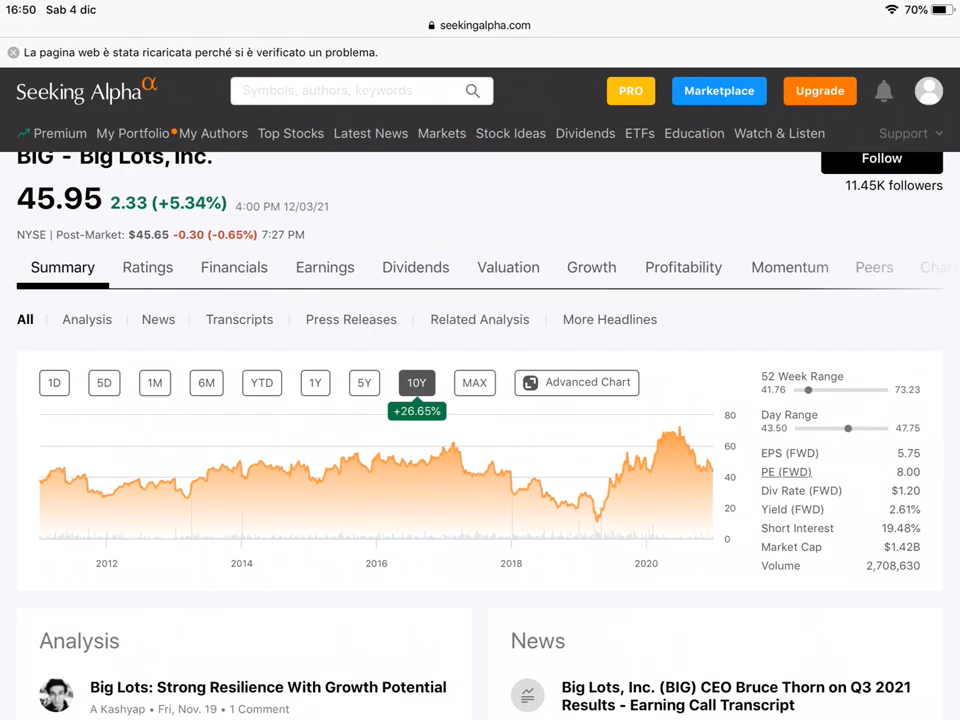 16:50 Sab 4 dic
70%
seekingalpha.com
La pagina web è stata ricaricata perché si è verificato un problema.
Seeking Alpha α
Symbols, authors, keywords
PRO
Marketplace
Upgrade
Premium My Portfolio My Authors Top Stocks Latest News Markets Stock Ideas Dividends ETFs Education Watch & Listen Support
BIG - Big Lots, Inc.
Follow
45.95 2.33 (+5.34%) 4:00 PM 12/03/21
11.45K followers
NYSE | Post-Market: $45.65 -0.30 (-0.65%) 7:27 PM
Summary Ratings Financials Earnings Dividends Valuation Growth Profitability Momentum Peers Char
All Analysis News Transcripts Press Releases Related Analysis More Headlines
1D 5D 1M 6M YTD 1Y 5Y 10Y MAX Advanced Chart
+26.65%
80
60
40
20
0
2012 2014 2016 2018 2020
52 Week Range
41.76 73.23
Day Range
43.50 47.75
EPS (FWD) 5.75
PE (FWD) 8.00
Div Rate (FWD) $1.20
Yield (FWD) 2.61%
Short Interest 19.48%
Market Cap $1.42B
Volume 2,708,630
Analysis
Big Lots: Strong Resilience With Growth Potential
A Kashyap • Fri, Nov. 19 • 1 Comment
News
Big Lots, Inc. (BIG) CEO Bruce Thorn on Q3 2021
Results - Earning Call Transcript